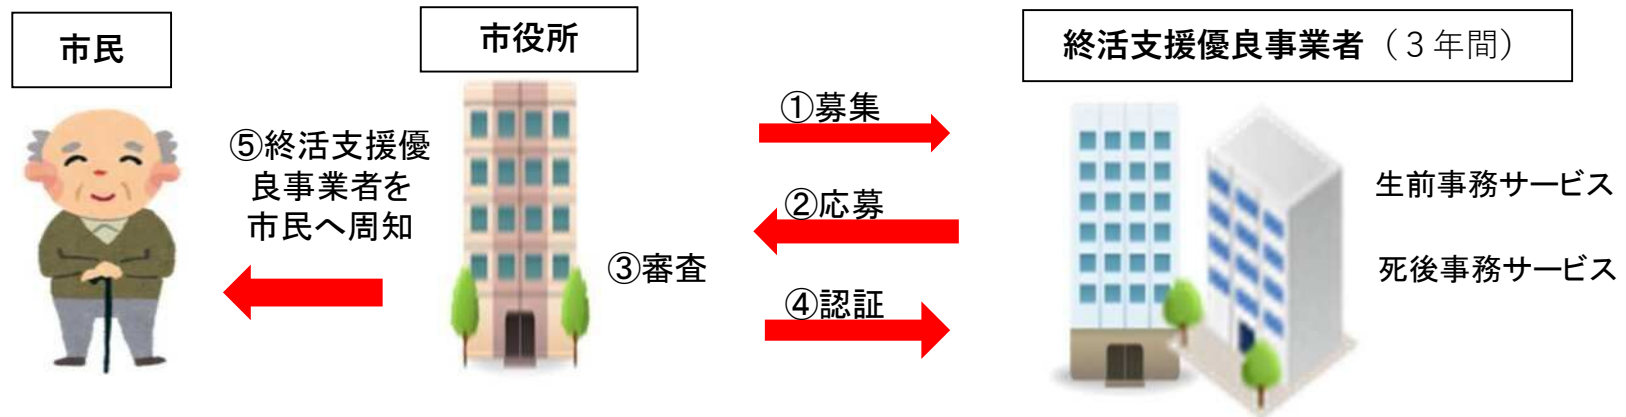 市民
市役所
終活支援優良事業者（３年間）
⑤終活支援優
良事業者を
市民へ周知
①募集
②応募
③審査
④認証
生前事務サービス
死後事務サービス